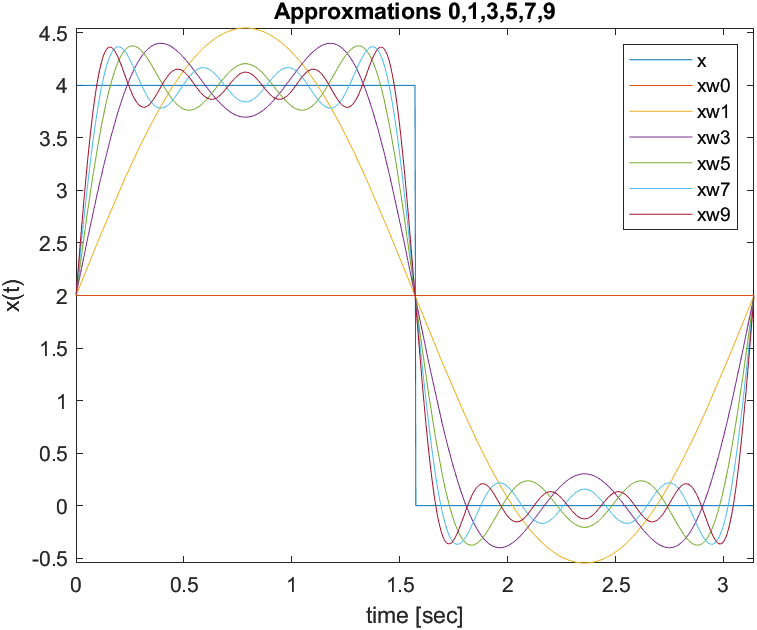 Approxmations 0,1,3,5,7,9
4.5
4
3.5
3
2.5
2
1.5
1
0.5
0
-0.5
x(t)
x
xw0
xw1
xw3
xw5
xw7
xw9
0 0.5 1 1.5 2 2.5 3
time [sec]